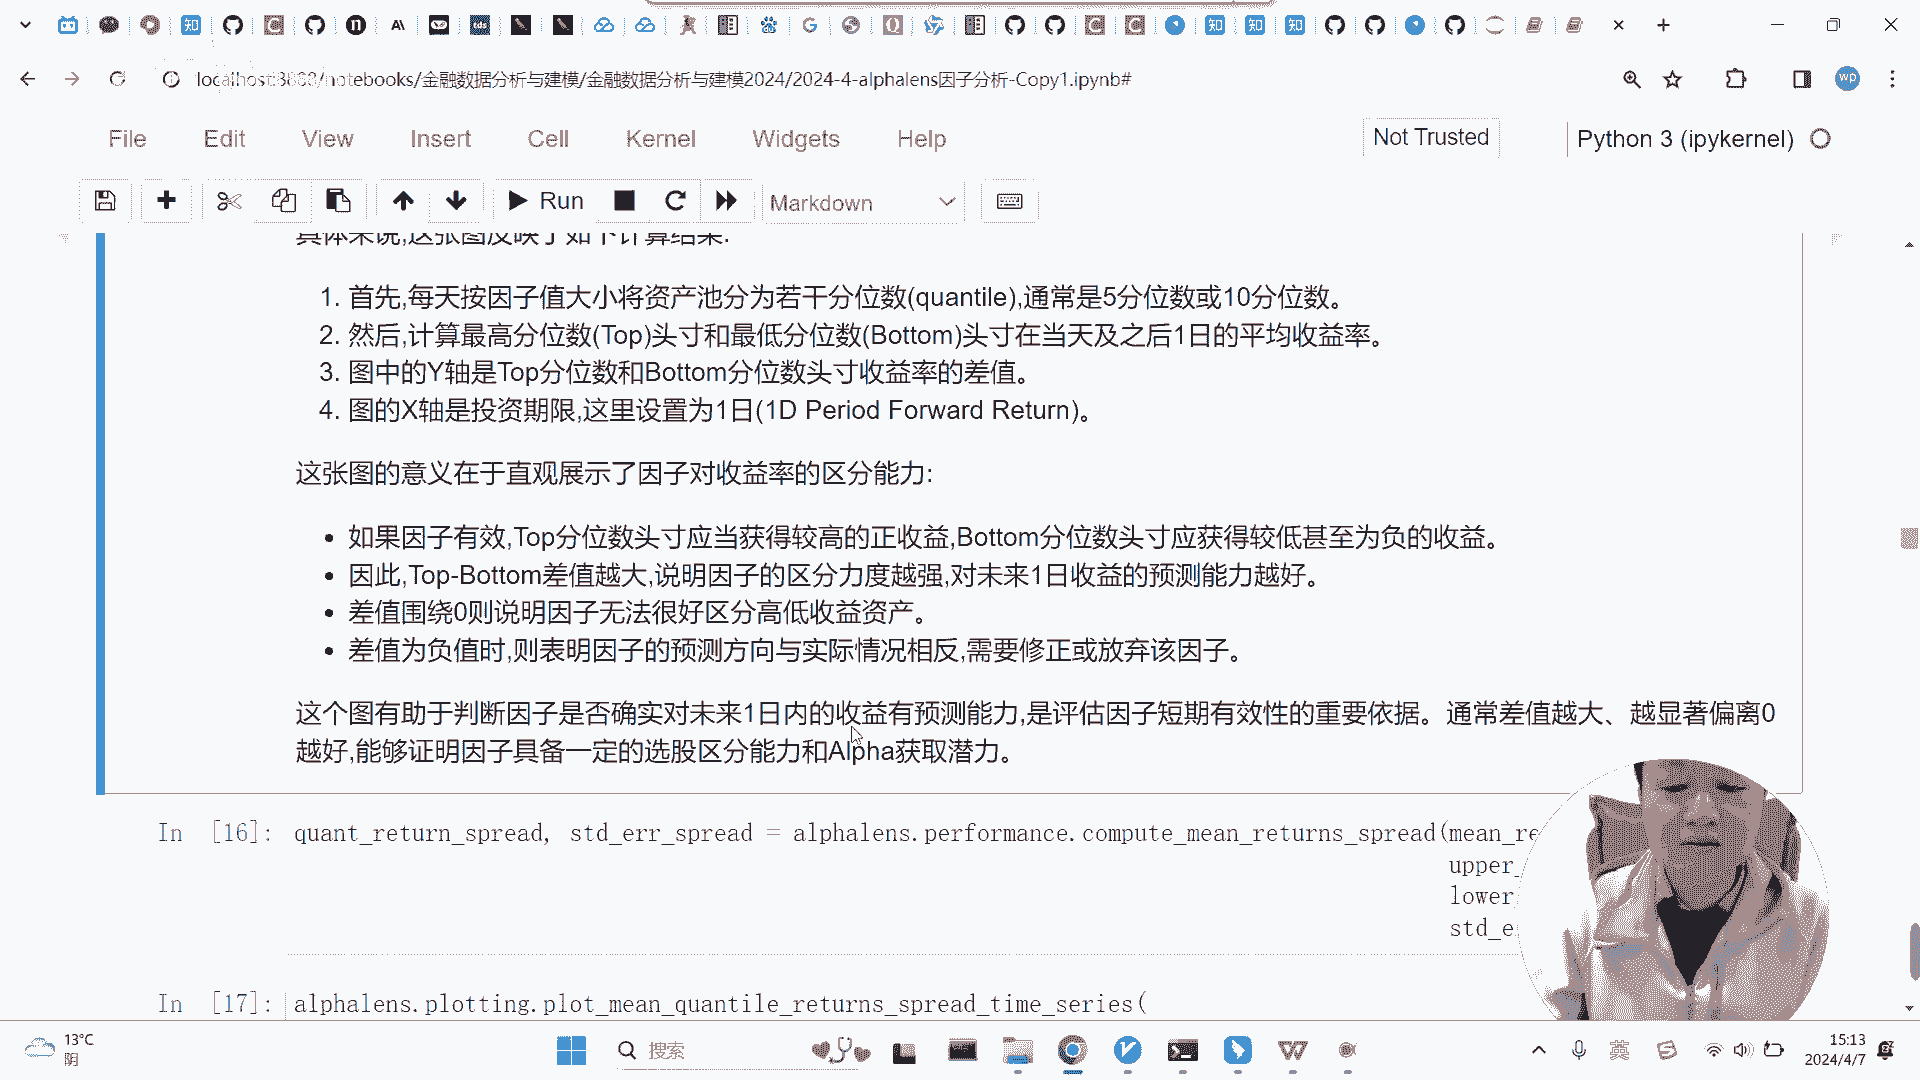 localhost:8888/notebooks/金融数据分析与建模/金融数据分析与建模2024/2024-4-alphalens因子分析-Copy1.ipynb#
wp
File Edit View Insert Cell Kernel Widgets Help
Not Trusted
Python 3 (ipykernel)
Run
Markdown
具体来说,这张图反映了如下计算结果:
1. 首先,每天按因子值大小将资产池分为若干分位数(quantile),通常是5分位数或10分位数。
2. 然后,计算最高分位数(Top)头寸和最低分位数(Bottom)头寸在当天及之后1日的平均收益率。
3. 图中的Y轴是Top分位数和Bottom分位数头寸收益率的差值。
4. 图的X轴是投资期限,这里设置为1日(1D Period Forward Return)。
这张图的意义在于直观展示了因子对收益率的区分能力:
• 如果因子有效,Top分位数头寸应当获得较高的正收益,Bottom分位数头寸应获得较低甚至为负的收益。
• 因此,Top-Bottom差值越大,说明因子的区分力度越强,对未来1日收益的预测能力越好。
• 差值围绕0则说明因子无法很好区分高低收益资产。
• 差值为负值时,则表明因子的预测方向与实际情况相反,需要修正或放弃该因子。
这个图有助于判断因子是否确实对未来1日内的收益有预测能力,是评估因子短期有效性的重要依据。通常差值越大、越显著偏离0
越好,能够证明因子具备一定的选股区分能力和Alpha获取潜力。
In [16]: quant_return_spread, std_err_spread = alphalens.performance.compute_mean_returns_spread(mean_re
upper_
lower
std_e
In [17]: alphalens.plotting.plot_mean_quantile_returns_spread_time_series(
13°C
阴
搜索
英
15:13
2024/4/7